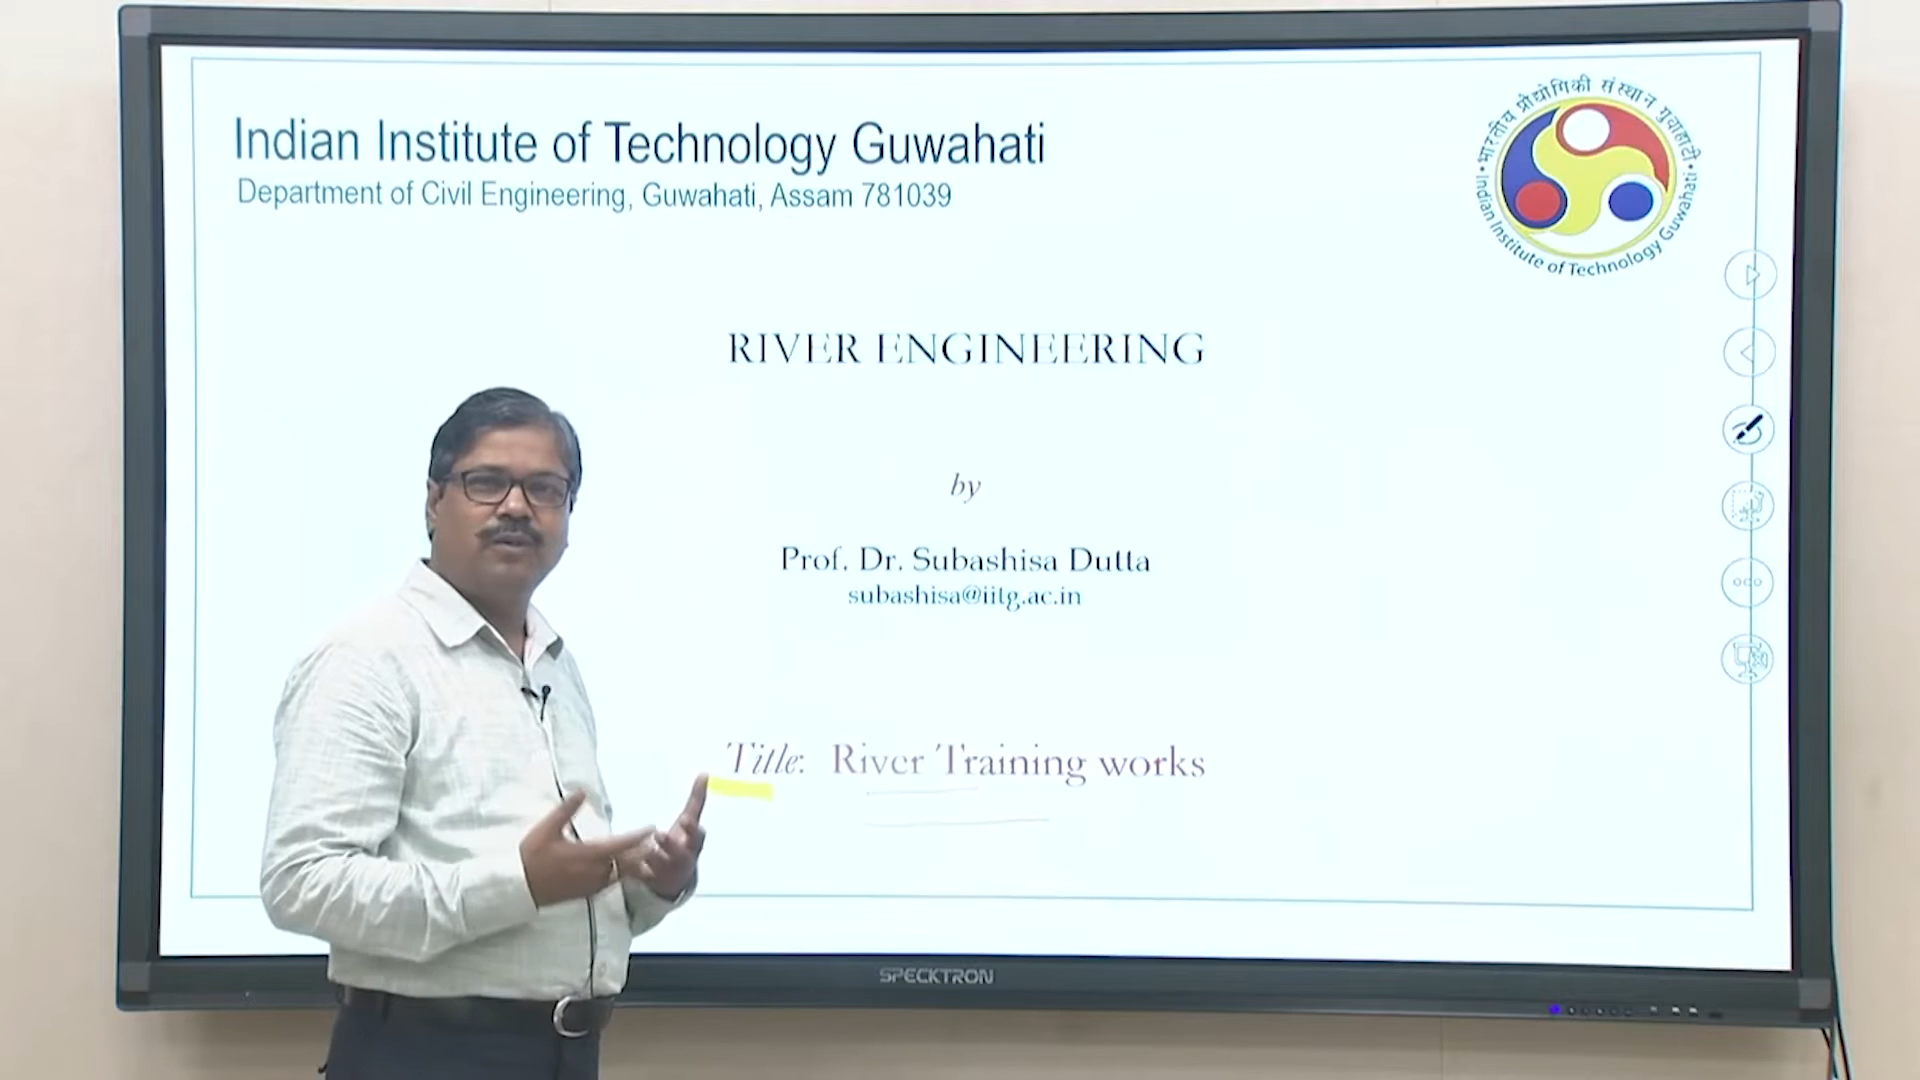 Indian Institute of Technology Guwahati
Department of Civil Engineering, Guwahati, Assam 781039
भारतीय प्रौद्योगिकी संस्थान गुवाहाटी
Indian Institute of Technology Guwahati
RIVER ENGINEERING
by
Prof. Dr. Subashisa Dutta
subashisa@iitg.ac.in
Title: River Training works
SPECKTRON